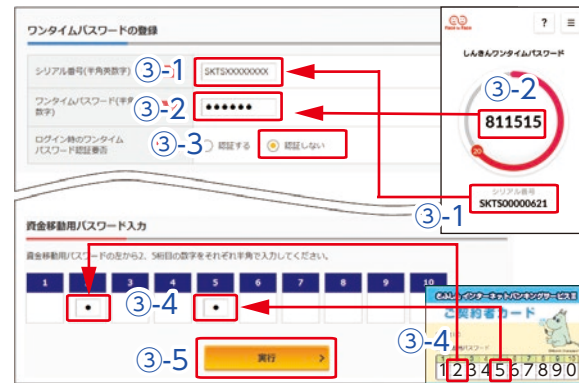 ワンタイムパスワードの登録
シリアル番号(半角英数字)
③-1
SKTSXXXXXXXX
ワンタイムパスワード(半角
数字)
③-2
●●●●●●
ログイン時のワンタイム
パスワード認証要否
③-3
認証する
認証しない
Face to Face
?
しんきんワンタイムパスワード
③-2
811515
20
シリアル番号
SKTS00000621
③-1
資金移動用パスワード入力
資金移動用パスワードの左から2、5桁目の数字をそれぞれ半角で入力してください。
1 2 3 4 5 6 7 8 9 10
● ●
③-4
③-5
実行
インターネットバンキングサービス
ご契約者カード
③-4
1234567890